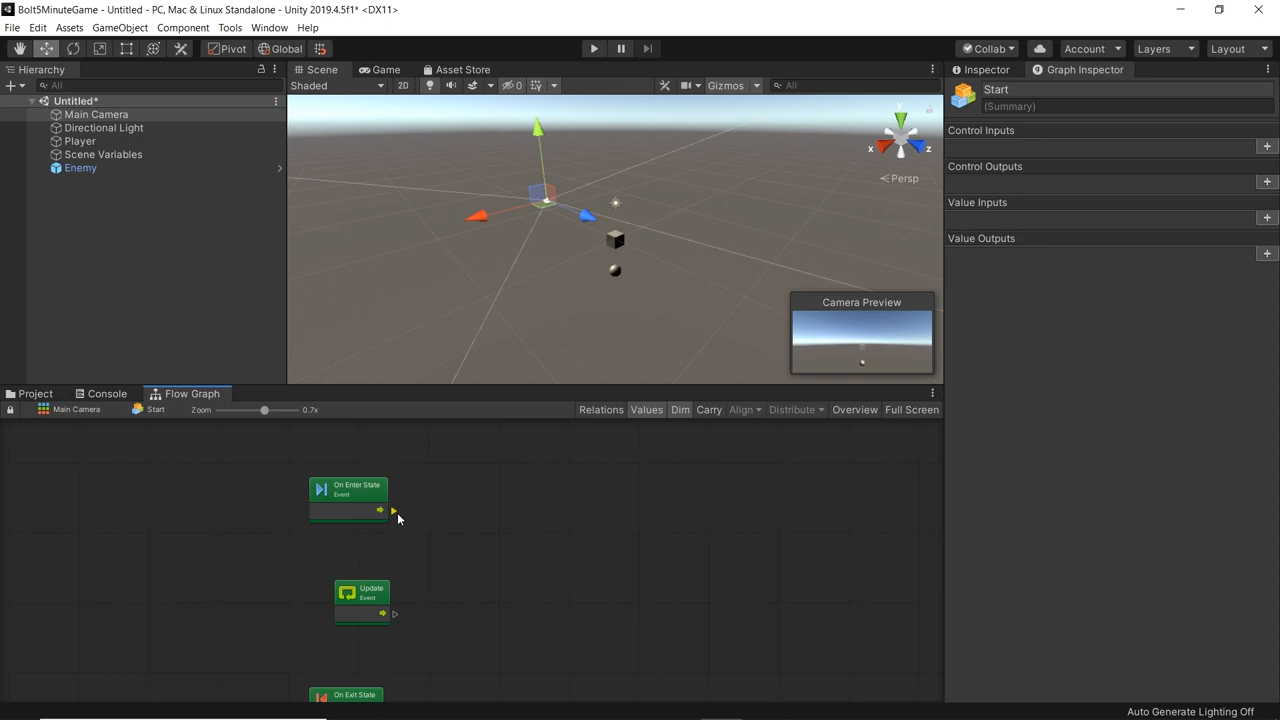 Bolt5MinuteGame - Untitled - PC, Mac & Linux Standalone - Unity 2019.4.5f1* <DX11>
File Edit Assets GameObject Component Tools Window Help
Pivot Global Collab Account Layers Layout
Hierarchy Scene Game Asset Store Inspector Graph Inspector
All Shaded 2D 0 Gizmos All
Untitled*
Main Camera
Directional Light
Player
Scene Variables
Enemy
y
x z
Persp
Camera Preview
Start
(Summary)
Control Inputs
+
Control Outputs
+
Value Inputs
+
Value Outputs
+
Project Console Flow Graph
Main Camera Start Zoom 0.7x Relations Values Dim Carry Align Distribute Overview Full Screen
On Enter State
Event
Update
Event
On Exit State
Auto Generate Lighting Off